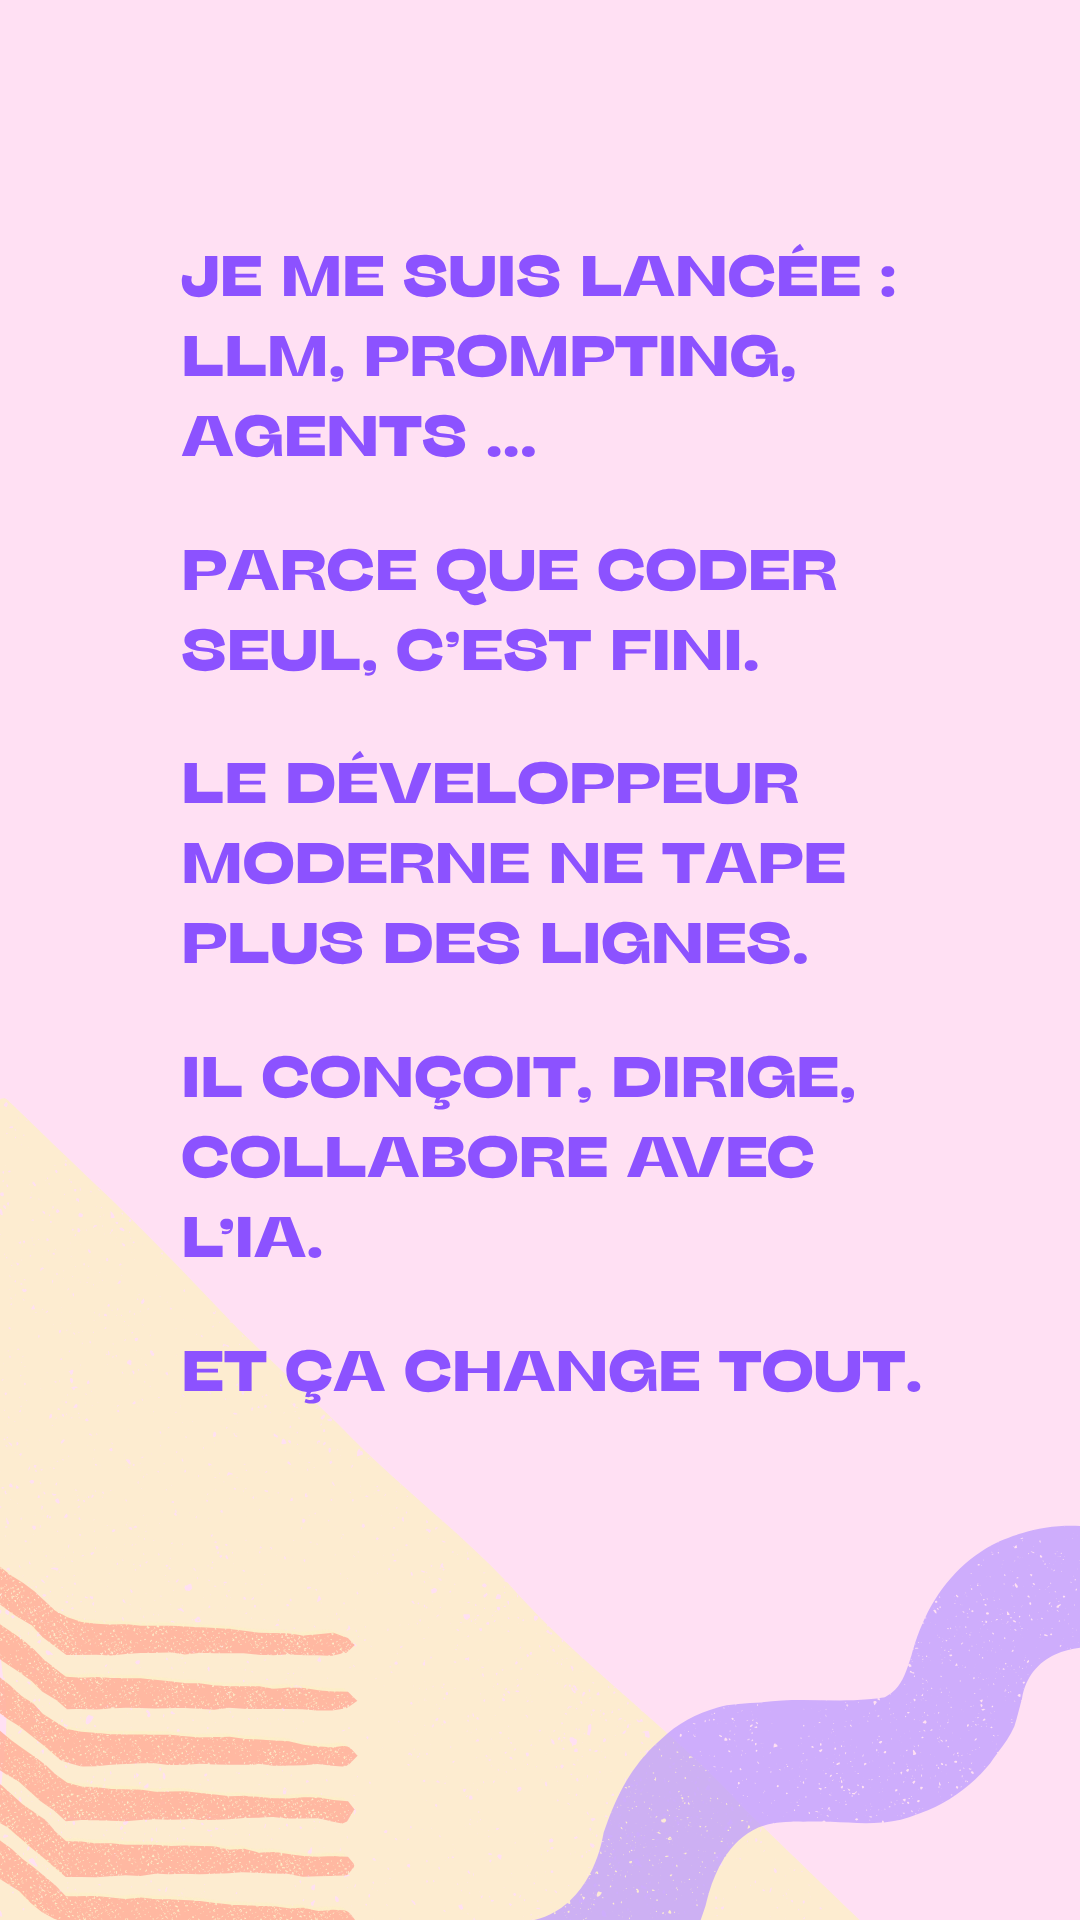 JE ME SUIS LANCÉE :
LLM, PROMPTING,
AGENTS ...
PARCE QUE CODER
SEUL, C’EST FINI.
LE DÉVELOPPEUR
MODERNE NE TAPE
PLUS DES LIGNES.
IL CONÇOIT, DIRIGE,
COLLABORE AVEC
L’IA.
ET ÇA CHANGE TOUT.